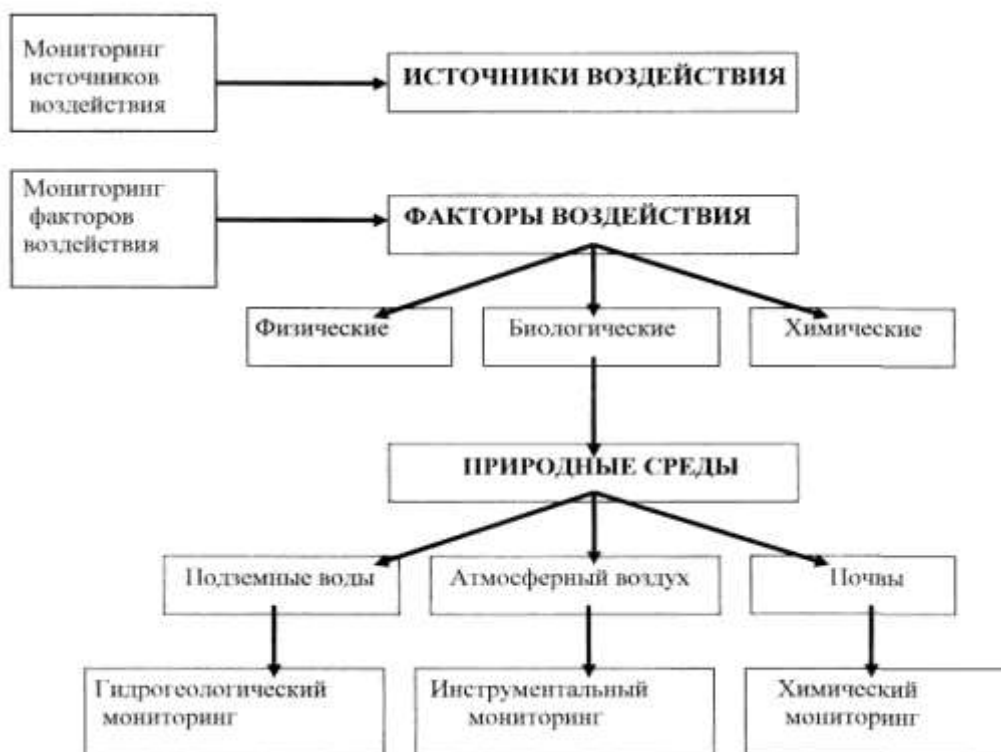 Мониторинг
источников
воздействия
ИСТОЧНИКИ ВОЗДЕЙСТВИЯ
Мониторинг
факторов
воздействия
ФАКТОРЫ ВОЗДЕЙСТВИЯ
Физические
Биологические
Химические
ПРИРОДНЫЕ СРЕДЫ
Подземные воды
Атмосферный воздух
Почвы
Гидрогеологический
мониторинг
Инструментальный
мониторинг
Химический
мониторинг